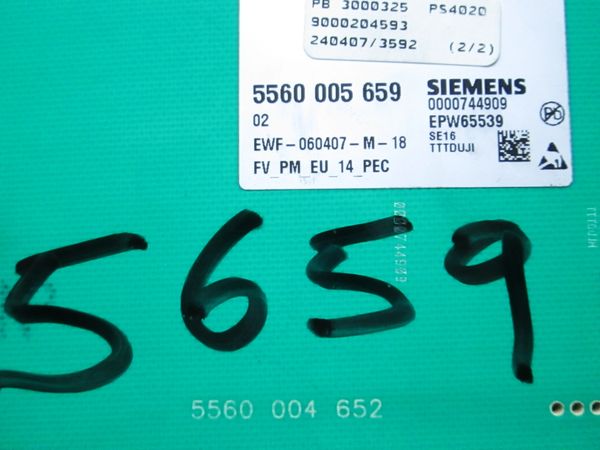 PB 3000325 PS4020
9000204593
240407/3592 (2/2)
5560 005 659
02
EWF-060407-M-18
FV_PM_EU_14_PEC
SIEMENS
0000744909
EPW65539
SE16
TTTDUJI
0000744909
5659
5560 004 652